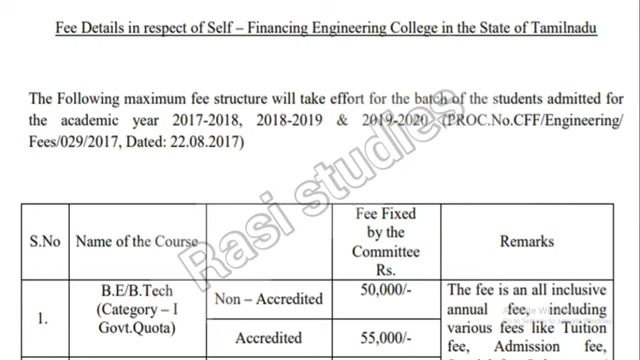 Fee Details in respect of Self – Financing Engineering College in the State of Tamilnadu
The Following maximum fee structure will take effort for the batch of the students admitted for
the academic year 2017-2018, 2018-2019 & 2019-2020 (PROC.No.CFF/Engineering/
Fees/029/2017, Dated: 22.08.2017)
Rasi studies
S.No
Name of the Course
Fee Fixed
by the
Committee
Rs.
Remarks
1.
B.E/B.Tech
(Category – I
Govt.Quota)
Non – Accredited
50,000/-
Accredited
55,000/-
The fee is an all inclusive
annual fee, including
various fees like Tuition
fee, Admission fee,